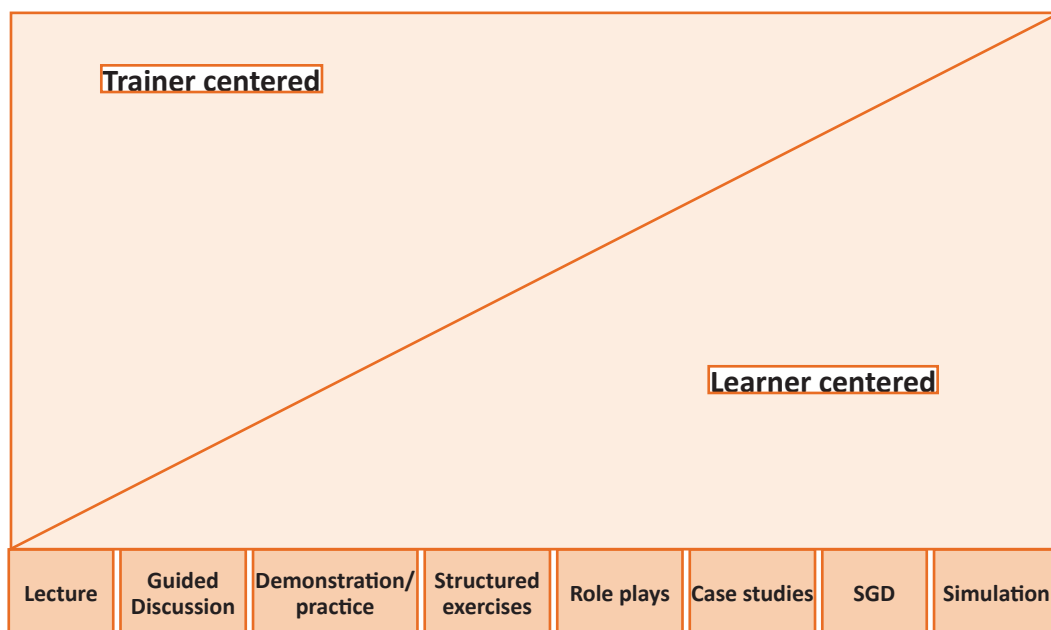 Trainer centered
Learner centered
Lecture
Guided
Discussion
Demonstration/
practice
Structured
exercises
Role plays
Case studies
SGD
Simulation